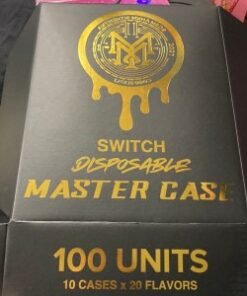 SWITCH
DISPOSABLE
MASTER CASE
100 UNITS
10 CASES x 20 FLAVORS